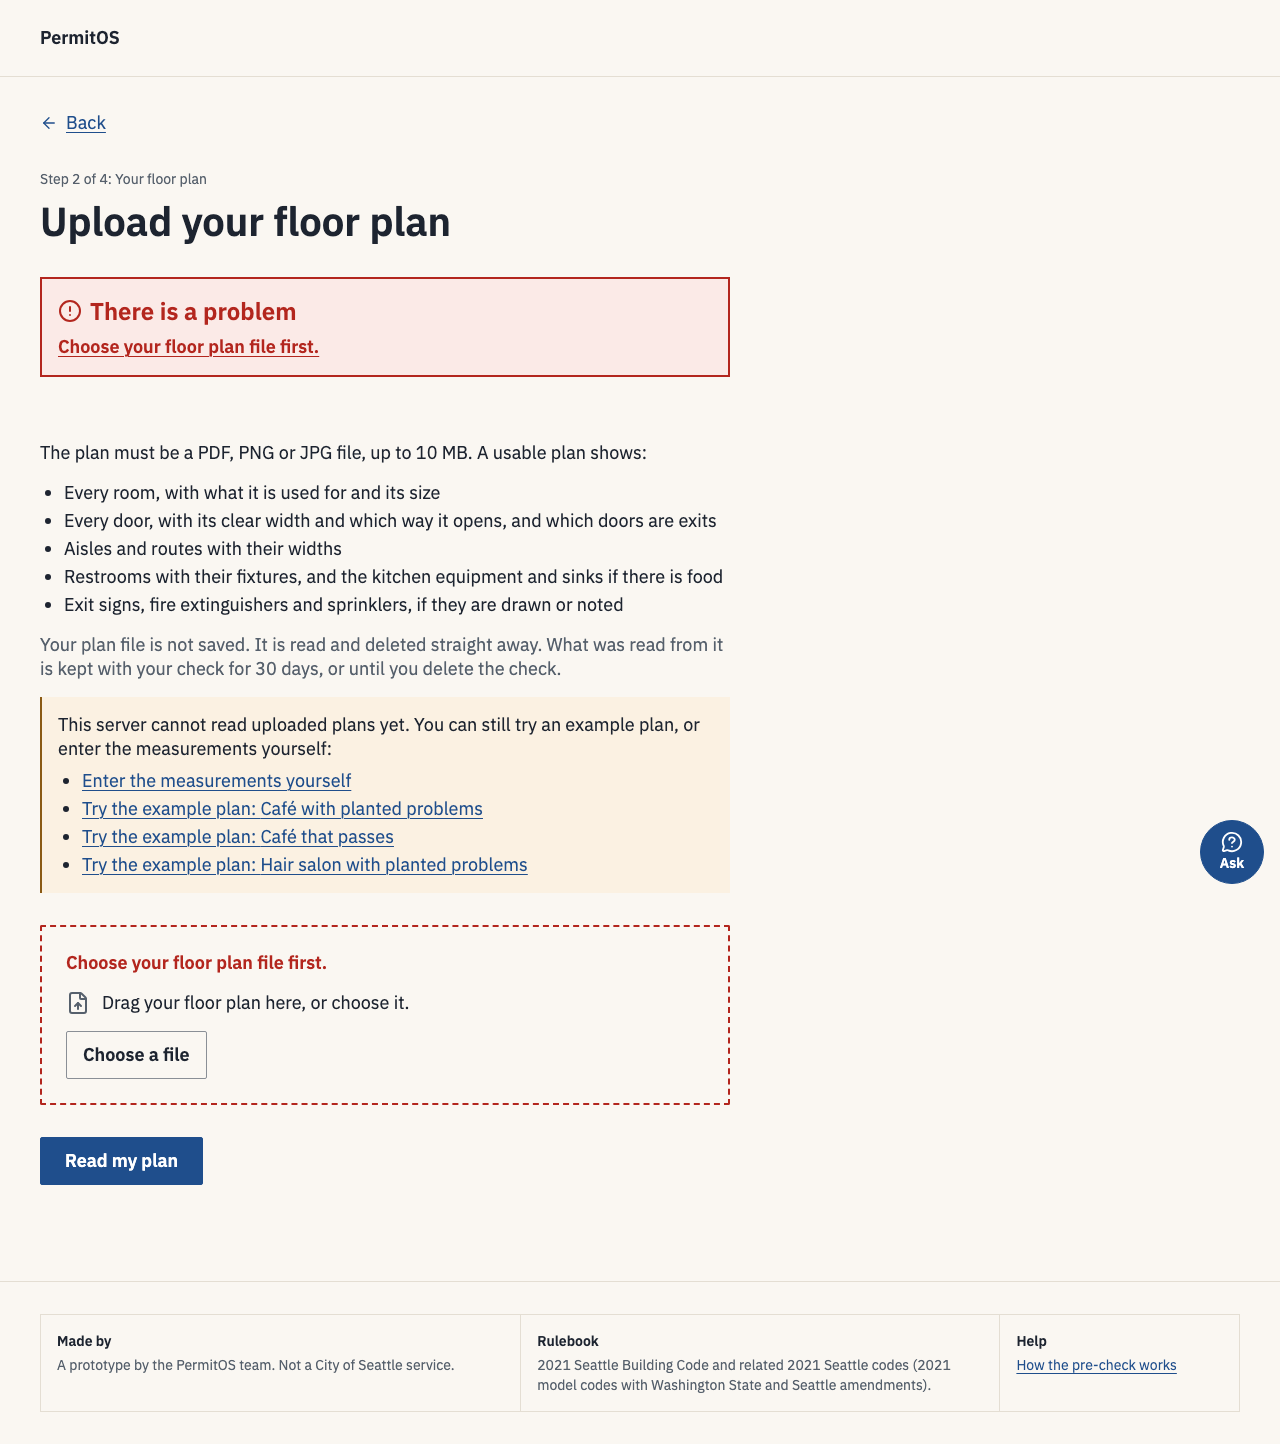 PermitOS
Back
Step 2 of 4: Your floor plan
Upload your floor plan
There is a problem
Choose your floor plan file first.
The plan must be a PDF, PNG or JPG file, up to 10 MB. A usable plan shows:
Every room, with what it is used for and its size
Every door, with its clear width and which way it opens, and which doors are exits
Aisles and routes with their widths
Restrooms with their fixtures, and the kitchen equipment and sinks if there is food
Exit signs, fire extinguishers and sprinklers, if they are drawn or noted
Your plan file is not saved. It is read and deleted straight away. What was read from it
is kept with your check for 30 days, or until you delete the check.
This server cannot read uploaded plans yet. You can still try an example plan, or
enter the measurements yourself:
Enter the measurements yourself
Try the example plan: Café with planted problems
Try the example plan: Café that passes
Try the example plan: Hair salon with planted problems
Ask
Choose your floor plan file first.
Drag your floor plan here, or choose it.
Choose a file
Read my plan
Made by
A prototype by the PermitOS team. Not a City of Seattle service.
Rulebook
2021 Seattle Building Code and related 2021 Seattle codes (2021
model codes with Washington State and Seattle amendments).
Help
How the pre-check works